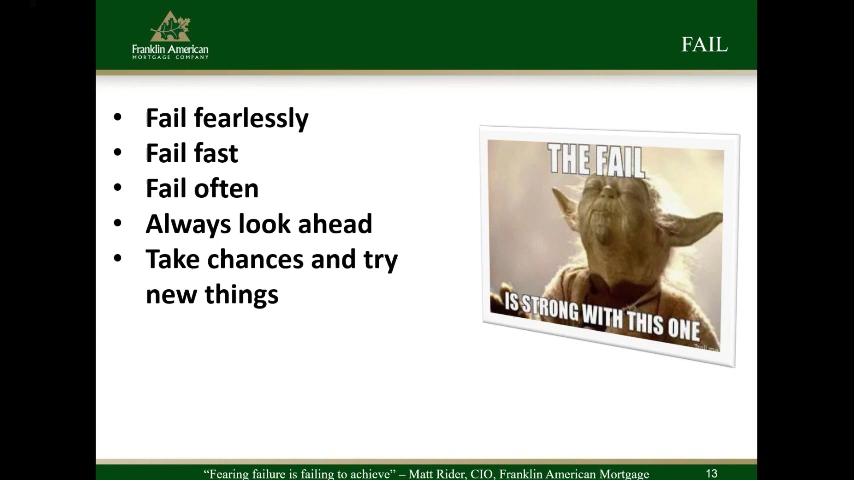 Franklin American
MORTGAGE COMPANY
FAIL
• Fail fearlessly
• Fail fast
• Fail often
• Always look ahead
• Take chances and try
new things
THE FAIL
IS STRONG WITH THIS ONE
“Fearing failure is failing to achieve” – Matt Rider, CIO, Franklin American Mortgage
13